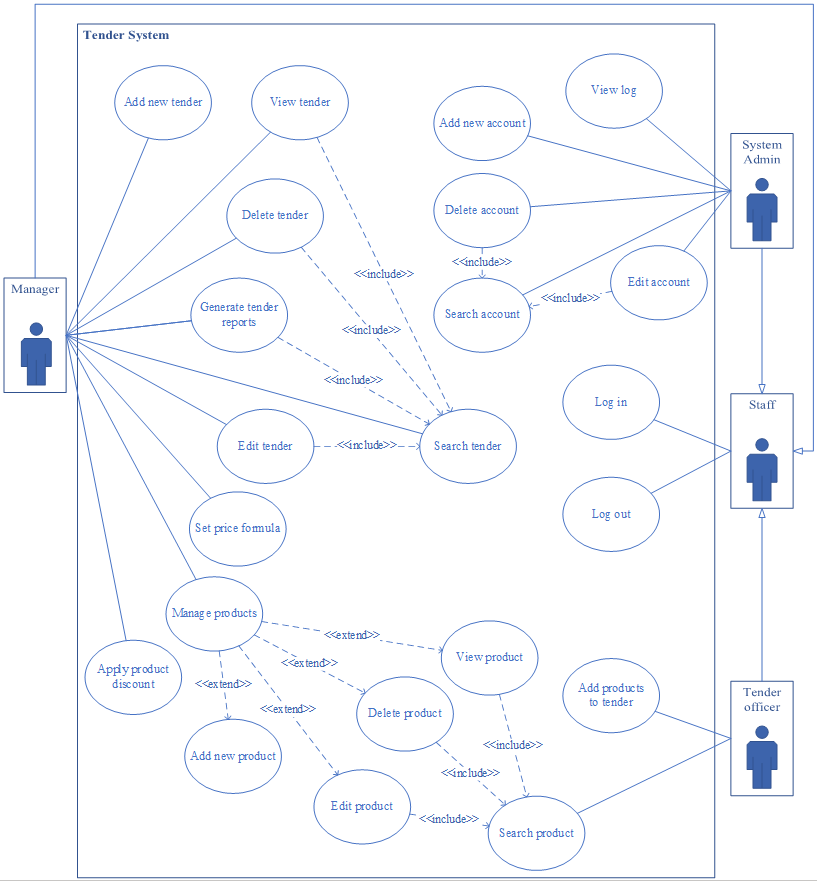 Tender System
Add new tender
View tender
View log
Add new account
System
Admin
Delete tender
Delete account
<<include>>
<<include>>
Manager
Edit account
<<include>>
Generate tender
reports
Search account
<<include>>
<<include>>
Log in
Staff
Edit tender
<<include>>
Search tender
Log out
Set price formula
Manage products
<<extend>>
View product
<<extend>>
Apply product
discount
<<extend>>
Add products
to tender
Tender
officer
<<extend>>
Delete product
<<include>>
Add new product
<<include>>
Edit product
<<include>>
Search product